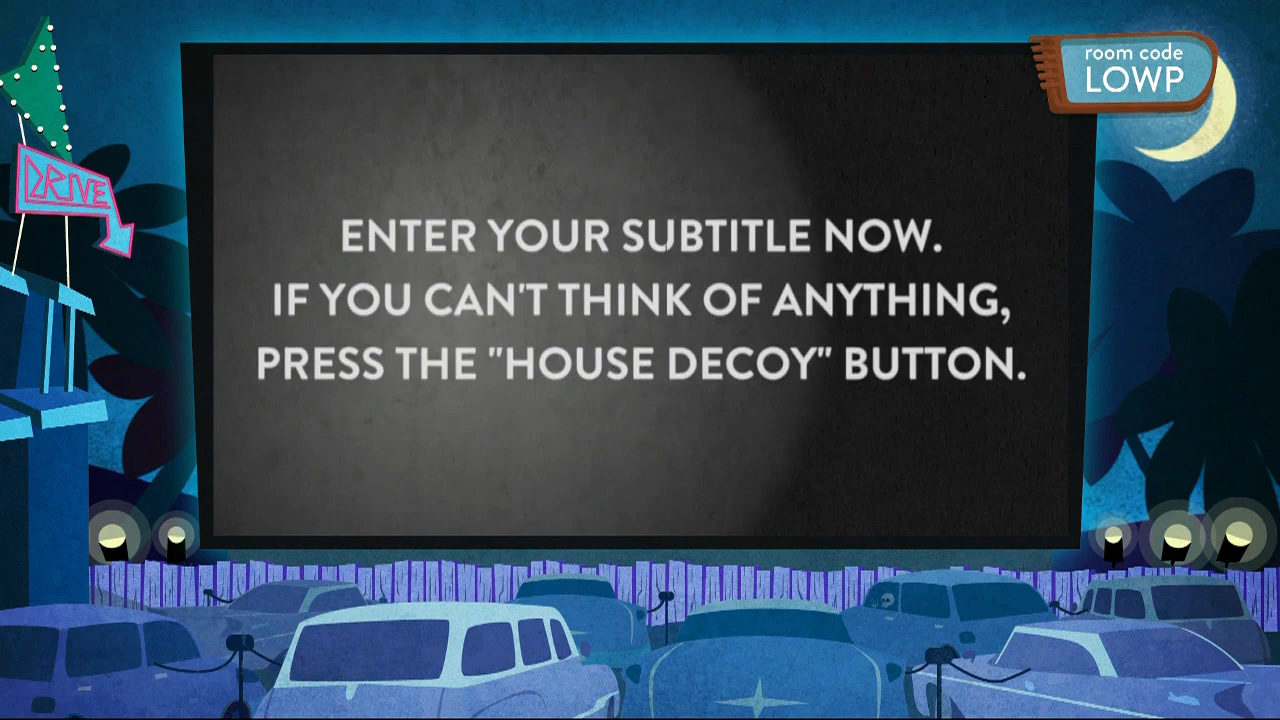 room code
LOWP
DRIVE
ENTER YOUR SUBTITLE NOW.
IF YOU CAN'T THINK OF ANYTHING,
PRESS THE "HOUSE DECOY" BUTTON.